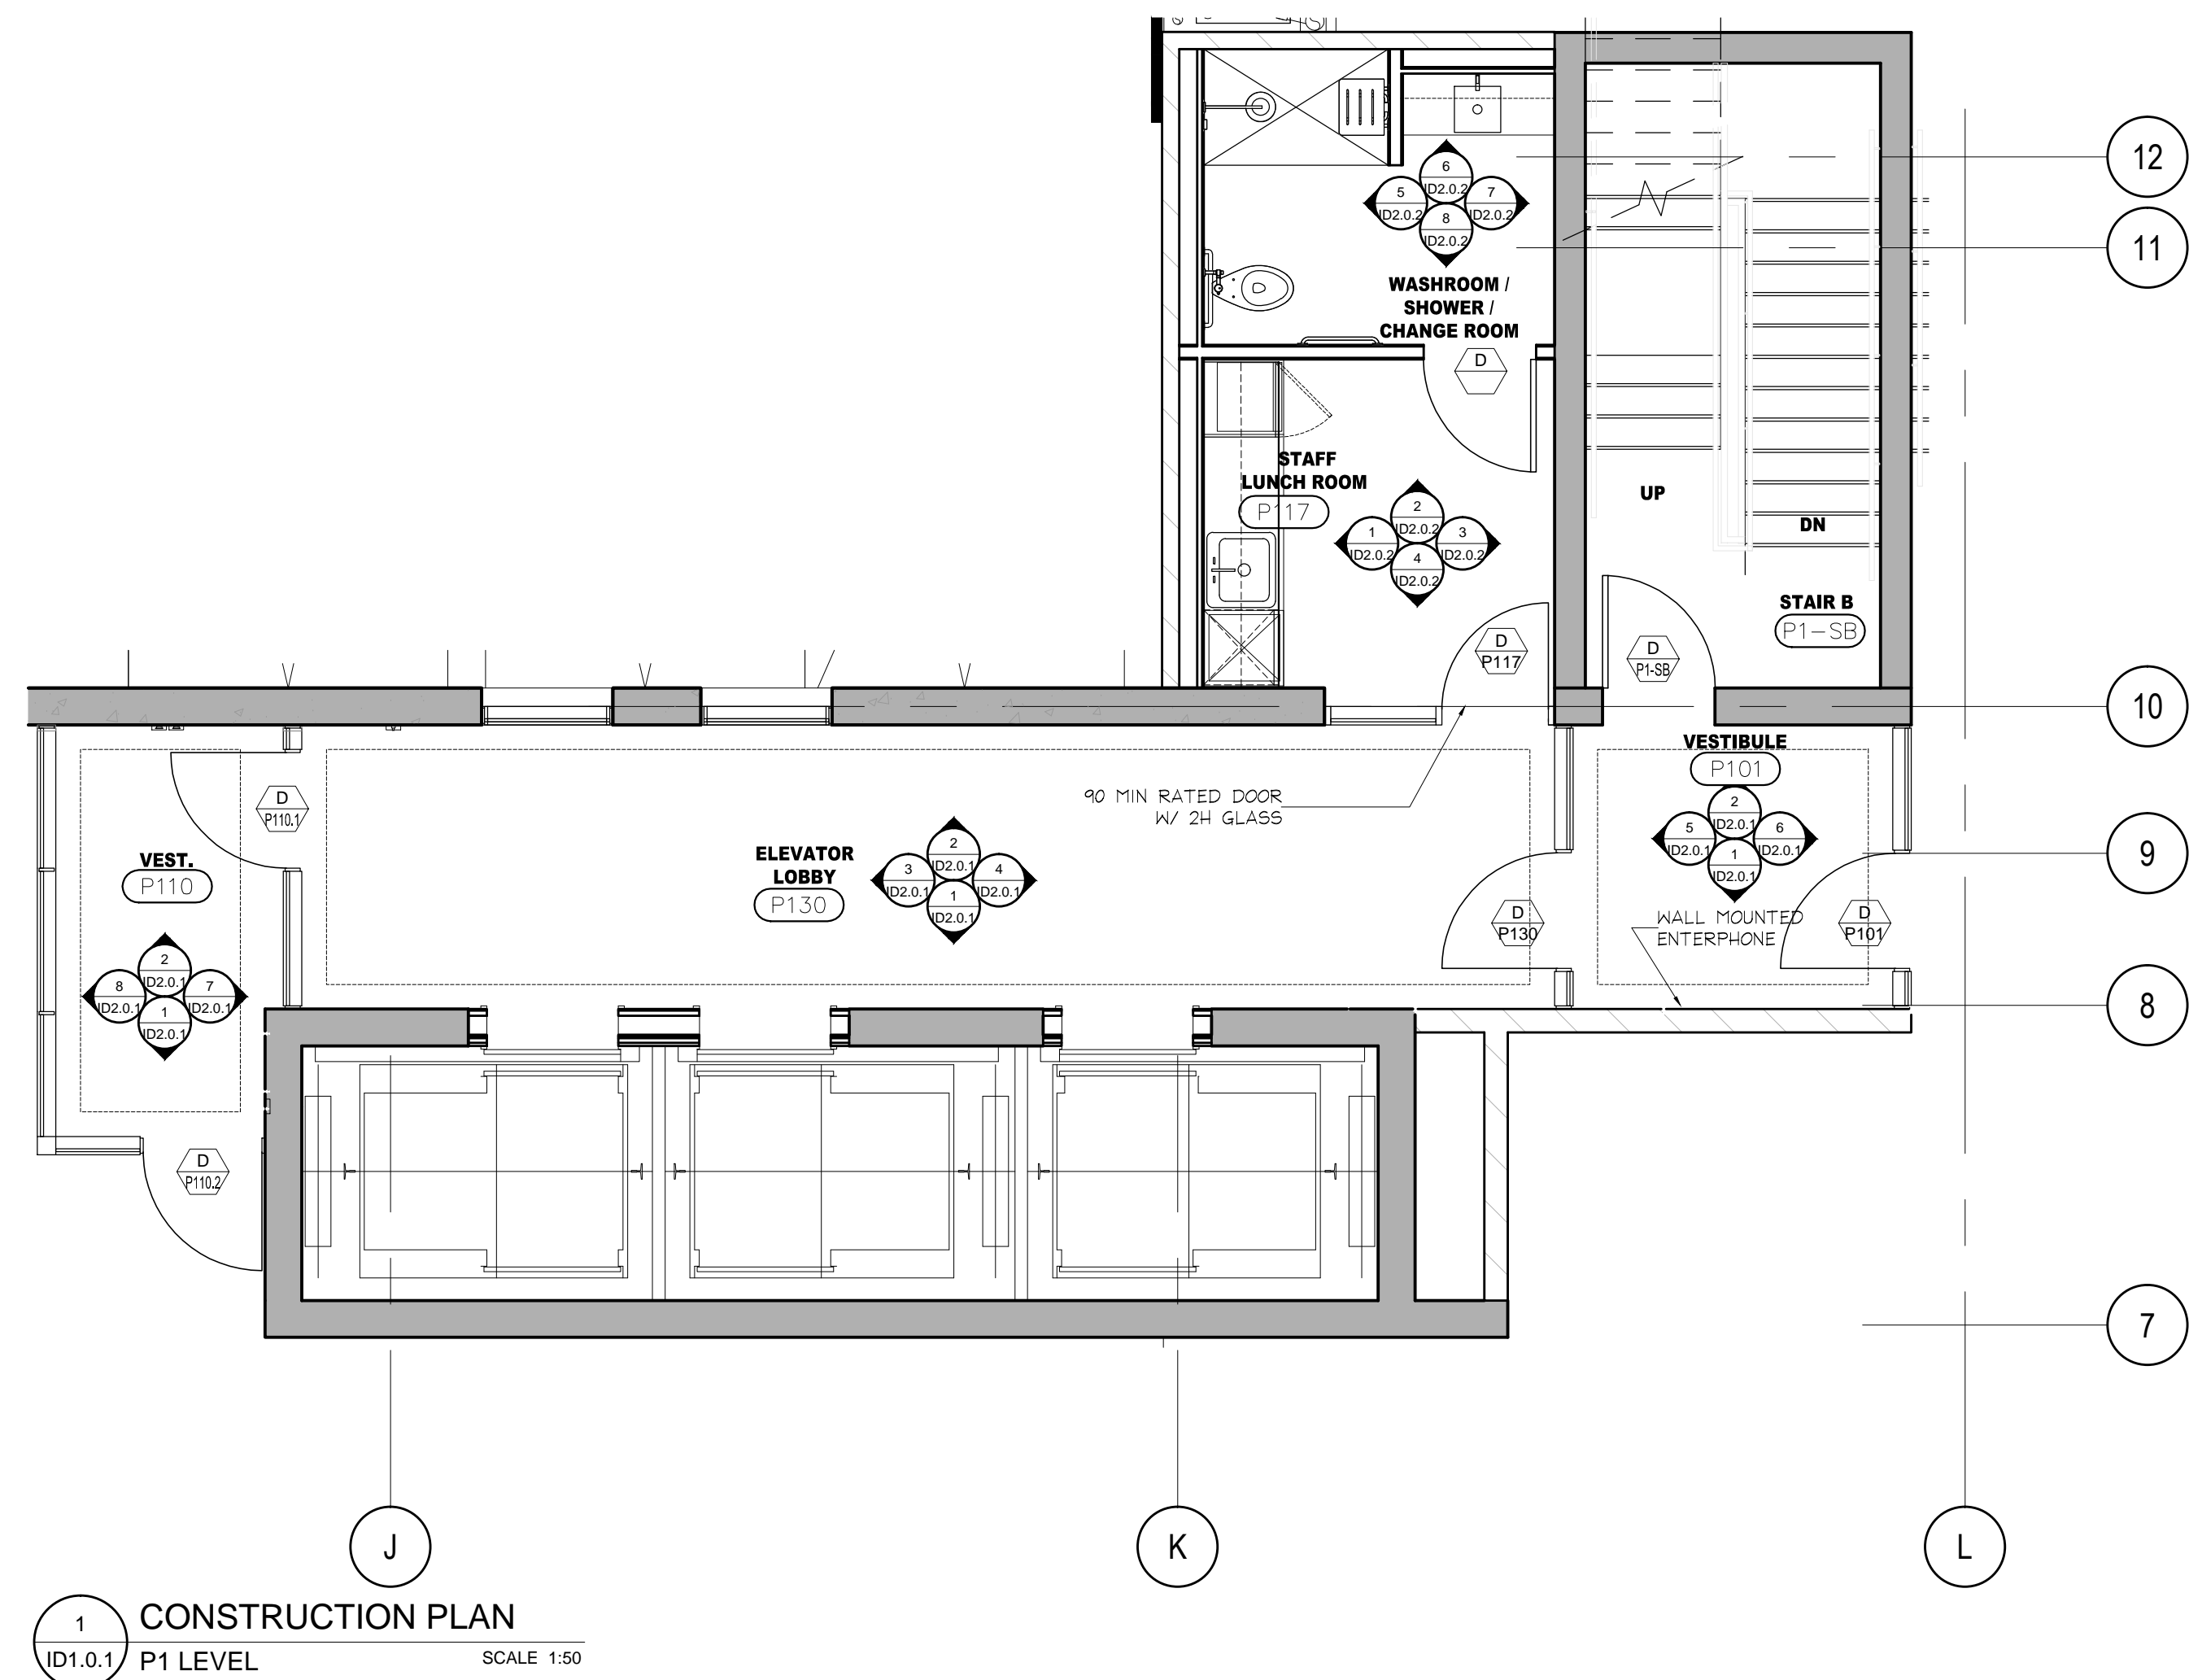 12
6
ID2.0.2
5
ID2.0.2
7
ID2.0.2
8
ID2.0.2
11
WASHROOM /
SHOWER /
CHANGE ROOM
D
STAFF
LUNCH ROOM
P117
UP
DN
2
ID2.0.2
1
ID2.0.2
3
ID2.0.2
4
ID2.0.2
STAIR B
P1-SB
D
P117
D
P1-SB
10
VESTIBULE
P101
90 MIN RATED DOOR
W/ 2H GLASS
D
P110.1
2
ID2.0.1
5
ID2.0.1
6
ID2.0.1
1
ID2.0.1
9
VEST.
P110
ELEVATOR
LOBBY
P130
2
ID2.0.1
3
ID2.0.1
4
ID2.0.1
1
ID2.0.1
D
P130
WALL MOUNTED
ENTERPHONE
D
P101
2
ID2.0.1
8
ID2.0.1
7
ID2.0.1
1
ID2.0.1
8
D
P110.2
7
J
K
L
1
ID1.0.1
CONSTRUCTION PLAN
P1 LEVEL
SCALE 1:50